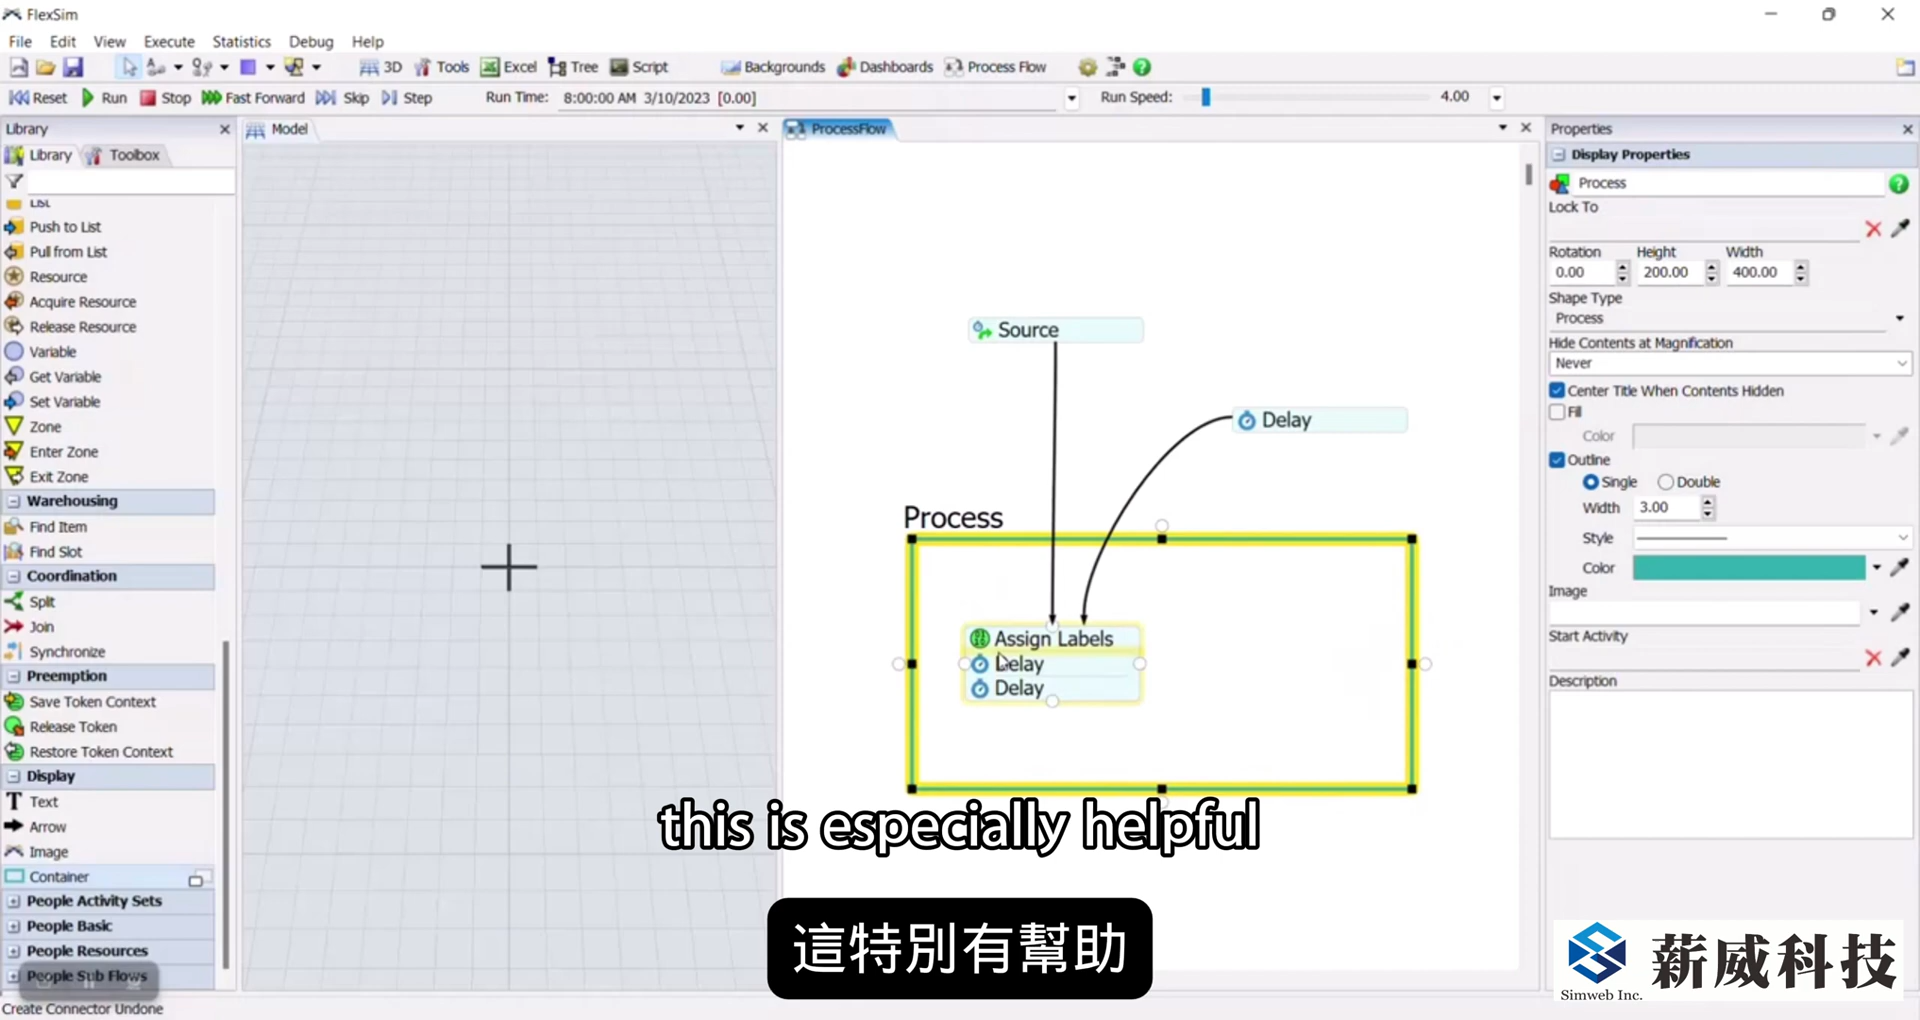 FlexSim
File Edit View Execute Statistics Debug Help
3D Tools Excel Tree Script Backgrounds Dashboards Process Flow
Reset Run Stop Fast Forward Skip Step Run Time: 8:00:00 AM 3/10/2023 [0.00] Run Speed: 4.00
Library
Model
ProcessFlow
Properties
Library Toolbox
List
Push to List
Pull from List
Resource
Acquire Resource
Release Resource
Variable
Get Variable
Set Variable
Zone
Enter Zone
Exit Zone
Warehousing
Find Item
Find Slot
Coordination
Split
Join
Synchronize
Preemption
Save Token Context
Release Token
Restore Token Context
Display
Text
Arrow
Image
Container
People Activity Sets
People Basic
People Resources
People Sub Flows
Create Connector Undone
Source
Delay
Process
Assign Labels
Delay
Delay
Display Properties
Process
Lock To
Rotation Height Width
0.00 200.00 400.00
Shape Type
Process
Hide Contents at Magnification
Never
Center Title When Contents Hidden
Fill
Color
Outline
Single Double
Width 3.00
Style
Color
Image
Start Activity
Description
this is especially helpful
這特別有幫助
薪威科技
Simweb Inc.